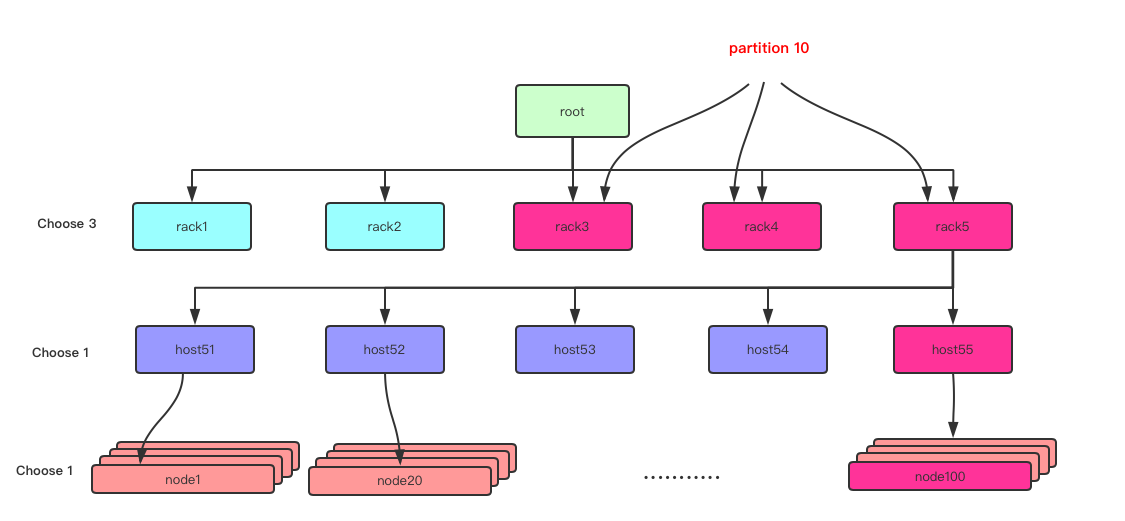 partition 10
root
Choose 3
rack1
rack2
rack3
rack4
rack5
Choose 1
host51
host52
host53
host54
host55
Choose 1
node1
node20
...........
node100